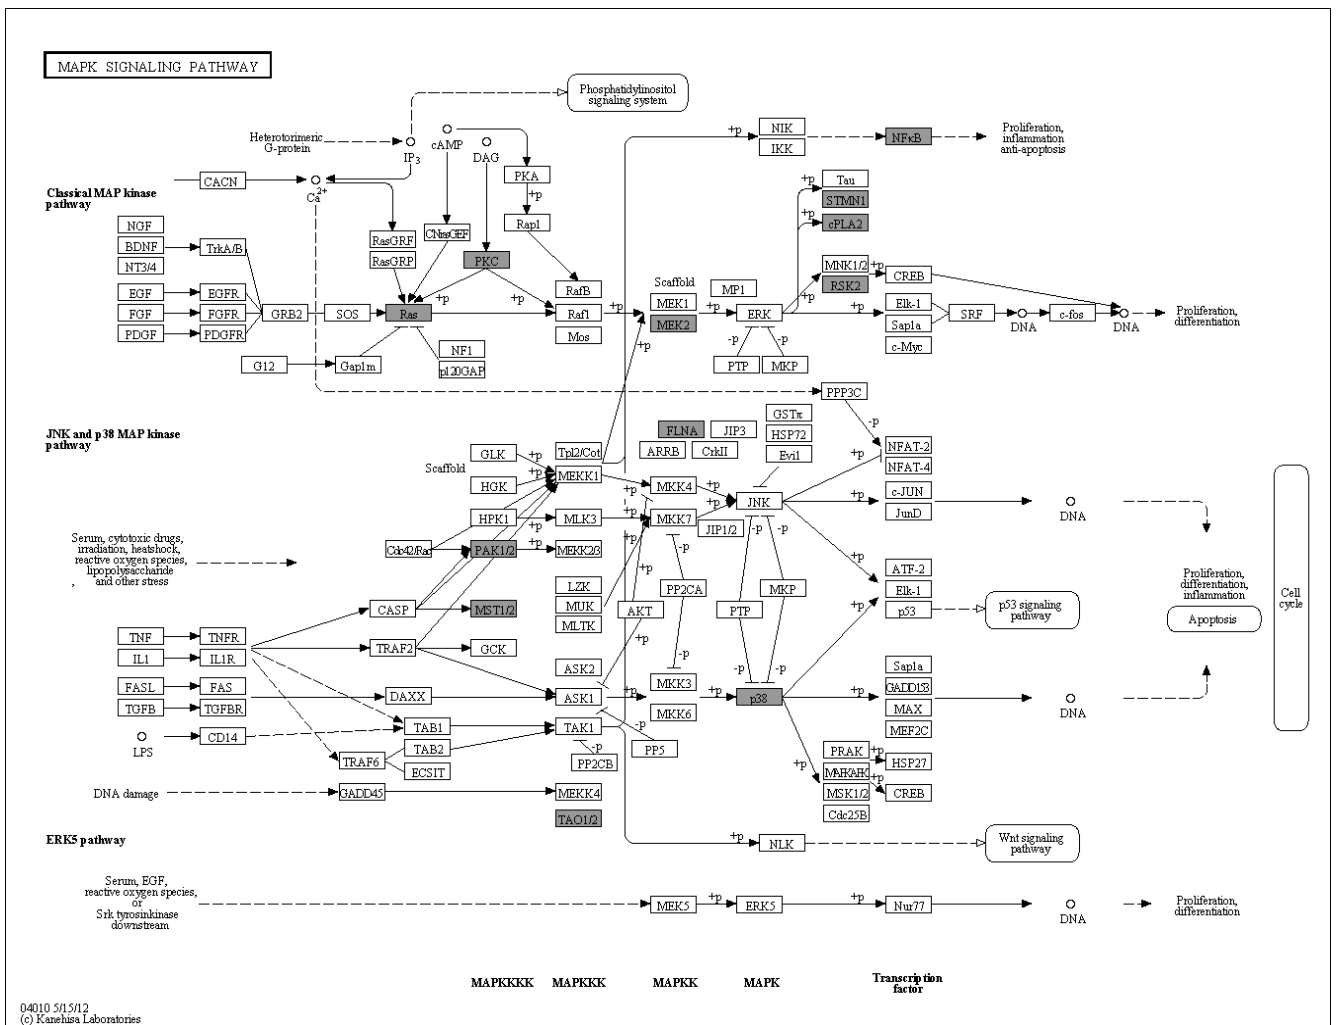 MAPK SIGNALING PATHWAY
Phosphatidylinositol
signaling system
Heterotorimeric
G-protein
IP3
cAMP
DAG
+p
NIK
IKK
NFκB
Proliferation,
inflammation
anti-apoptosis
Classical MAP kinase
pathway
CACN
Ca2+
PKA
+p
Rap1
Tau
STMN1
cPLA2
+p
+p
NGF
BDNF
NT3/4
TrkA/B
RasGRF
RasGRP
CNrasGEF
PKC
RafB
Raf1
Mos
Scaffold
MEK1
MEK2
MP1
ERK
MNK1/2
RSK2
+p
CREB
EGF
FGF
PDGF
EGFR
FGFR
PDGFR
GRB2
SOS
Ras
+p
+p
+p
+p
+p
+p
+p
Elk-1
Sap1a
c-Myc
SRF
DNA
c-fos
DNA
Proliferation,
differentiation
G12
Gap1m
NF1
p120GAP
-p
-p
PTP
MKP
PPP3C
-p
JNK and p38 MAP kinase
pathway
Scaffold
GLK
HGK
HPK1
+p
+p
+p
+p
Tpl2/Cot
MEKK1
MLK3
MEKK2/3
FLNA
JIP3
ARRB
CrkII
GSTπ
HSP72
Evi1
NFAT-2
NFAT-4
c-JUN
JunD
DNA
MKK4
MKK7
JNK
JIP1/2
+p
+p
+p
+p
+p
+p
+p
+p
Serum, cytotoxic drugs,
irradiation, heatshock,
reactive oxygen species,
lipopolysaccharide
, and other stress
Cdc42/Rac
PAK1/2
CASP
MST1/2
LZK
MUK
MLTK
AKT
+p
+p
PP2CA
-p
-p
-p
-p
PTP
MKP
-p
-p
ATF-2
Elk-1
p53
+p
p53 signaling
pathway
Proliferation,
differentiation,
inflammation
Apoptosis
Cell
cycle
TNF
IL1
TNFR
IL1R
TRAF2
GCK
ASK2
ASK1
FASL
TGFB
FAS
TGFBR
DAXX
MKK3
MKK6
+p
+p
p38
+p
Sap1a
GADD153
MAX
MEF2C
DNA
LPS
CD14
TAB1
TAB2
TRAF6
ECSIT
TAK1
-p
PP5
-p
PP2CB
+p
PRAK
MAPKAPK
MSK1/2
Cdc25B
+p
+p
HSP27
CREB
DNA damage
GADD45
MEKK4
TAO1/2
ERK5 pathway
+p
NLK
Wnt signaling
pathway
Serum, EGF,
reactive oxygen species,
or
Srk tyrosinkinase
downstream
MEK5
+p
ERK5
+p
Nur77
DNA
Proliferation,
differentiation
MAPKKKK
MAPKKK
MAPKK
MAPK
Transcription
factor
04010 5/15/12
(c) Kanehisa Laboratories